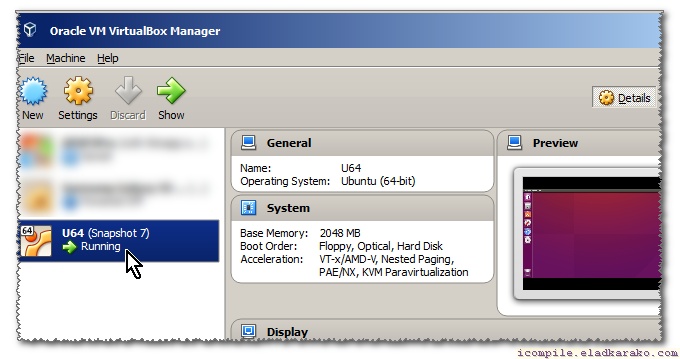 Oracle VM VirtualBox Manager
File Machine Help
New Settings Discard Show
Details
General
Name: U64
Operating System: Ubuntu (64-bit)
Preview
64
U64 (Snapshot 7)
Running
System
Base Memory: 2048 MB
Boot Order: Floppy, Optical, Hard Disk
Acceleration: VT-x/AMD-V, Nested Paging,
PAE/NX, KVM Paravirtualization
Display
icompile.eladkarako.com